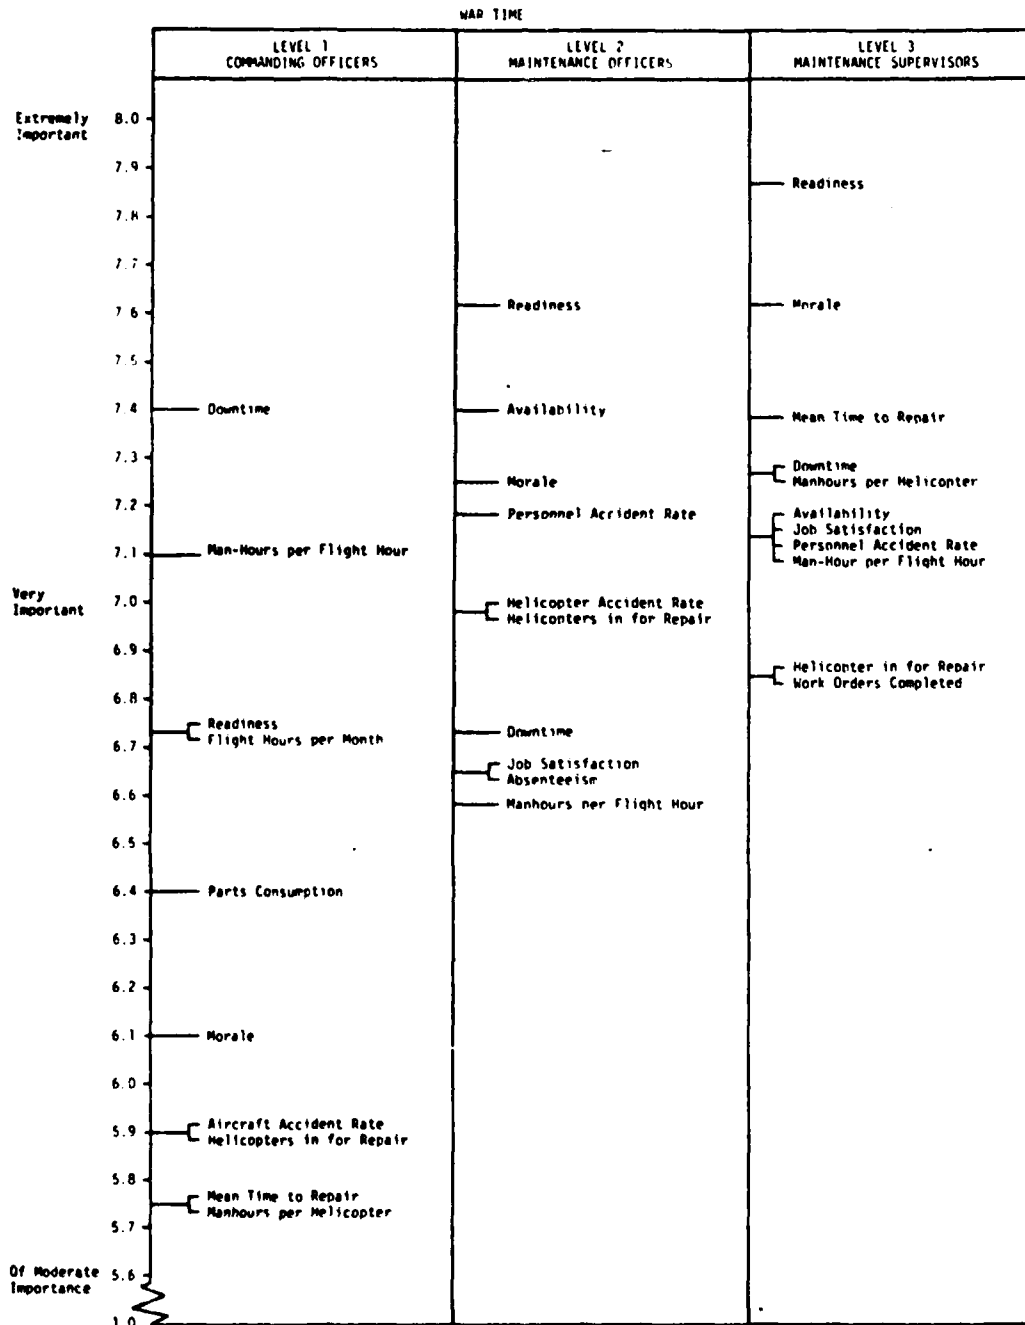 WAR TIME
LEVEL 1
COMMANDING OFFICERS
LEVEL 2
MAINTENANCE OFFICERS
LEVEL 3
MAINTENANCE SUPERVISORS
Extremely
Important
Very
Important
Of Moderate
Importance
8.0
7.9
7.8
7.7
7.6
7.5
7.4
7.3
7.2
7.1
7.0
6.9
6.8
6.7
6.6
6.5
6.4
6.3
6.2
6.1
6.0
5.9
5.8
5.7
5.6
1.0
Downtime
Man-Hours per Flight Hour
Readiness
Flight Hours per Month
Parts Consumption
Morale
Aircraft Accident Rate
Helicopters in for Repair
Mean Time to Repair
Manhours per Helicopter
Readiness
Availability
Morale
Personnel Accident Rate
Helicopter Accident Rate
Helicopters in for Repair
Downtime
Job Satisfaction
Absenteeism
Manhours per Flight Hour
Readiness
Morale
Mean Time to Repair
Downtime
Manhours per Helicopter
Availability
Job Satisfaction
Personnel Accident Rate
Man-Hour per Flight Hour
Helicopter in for Repair
Work Orders Completed